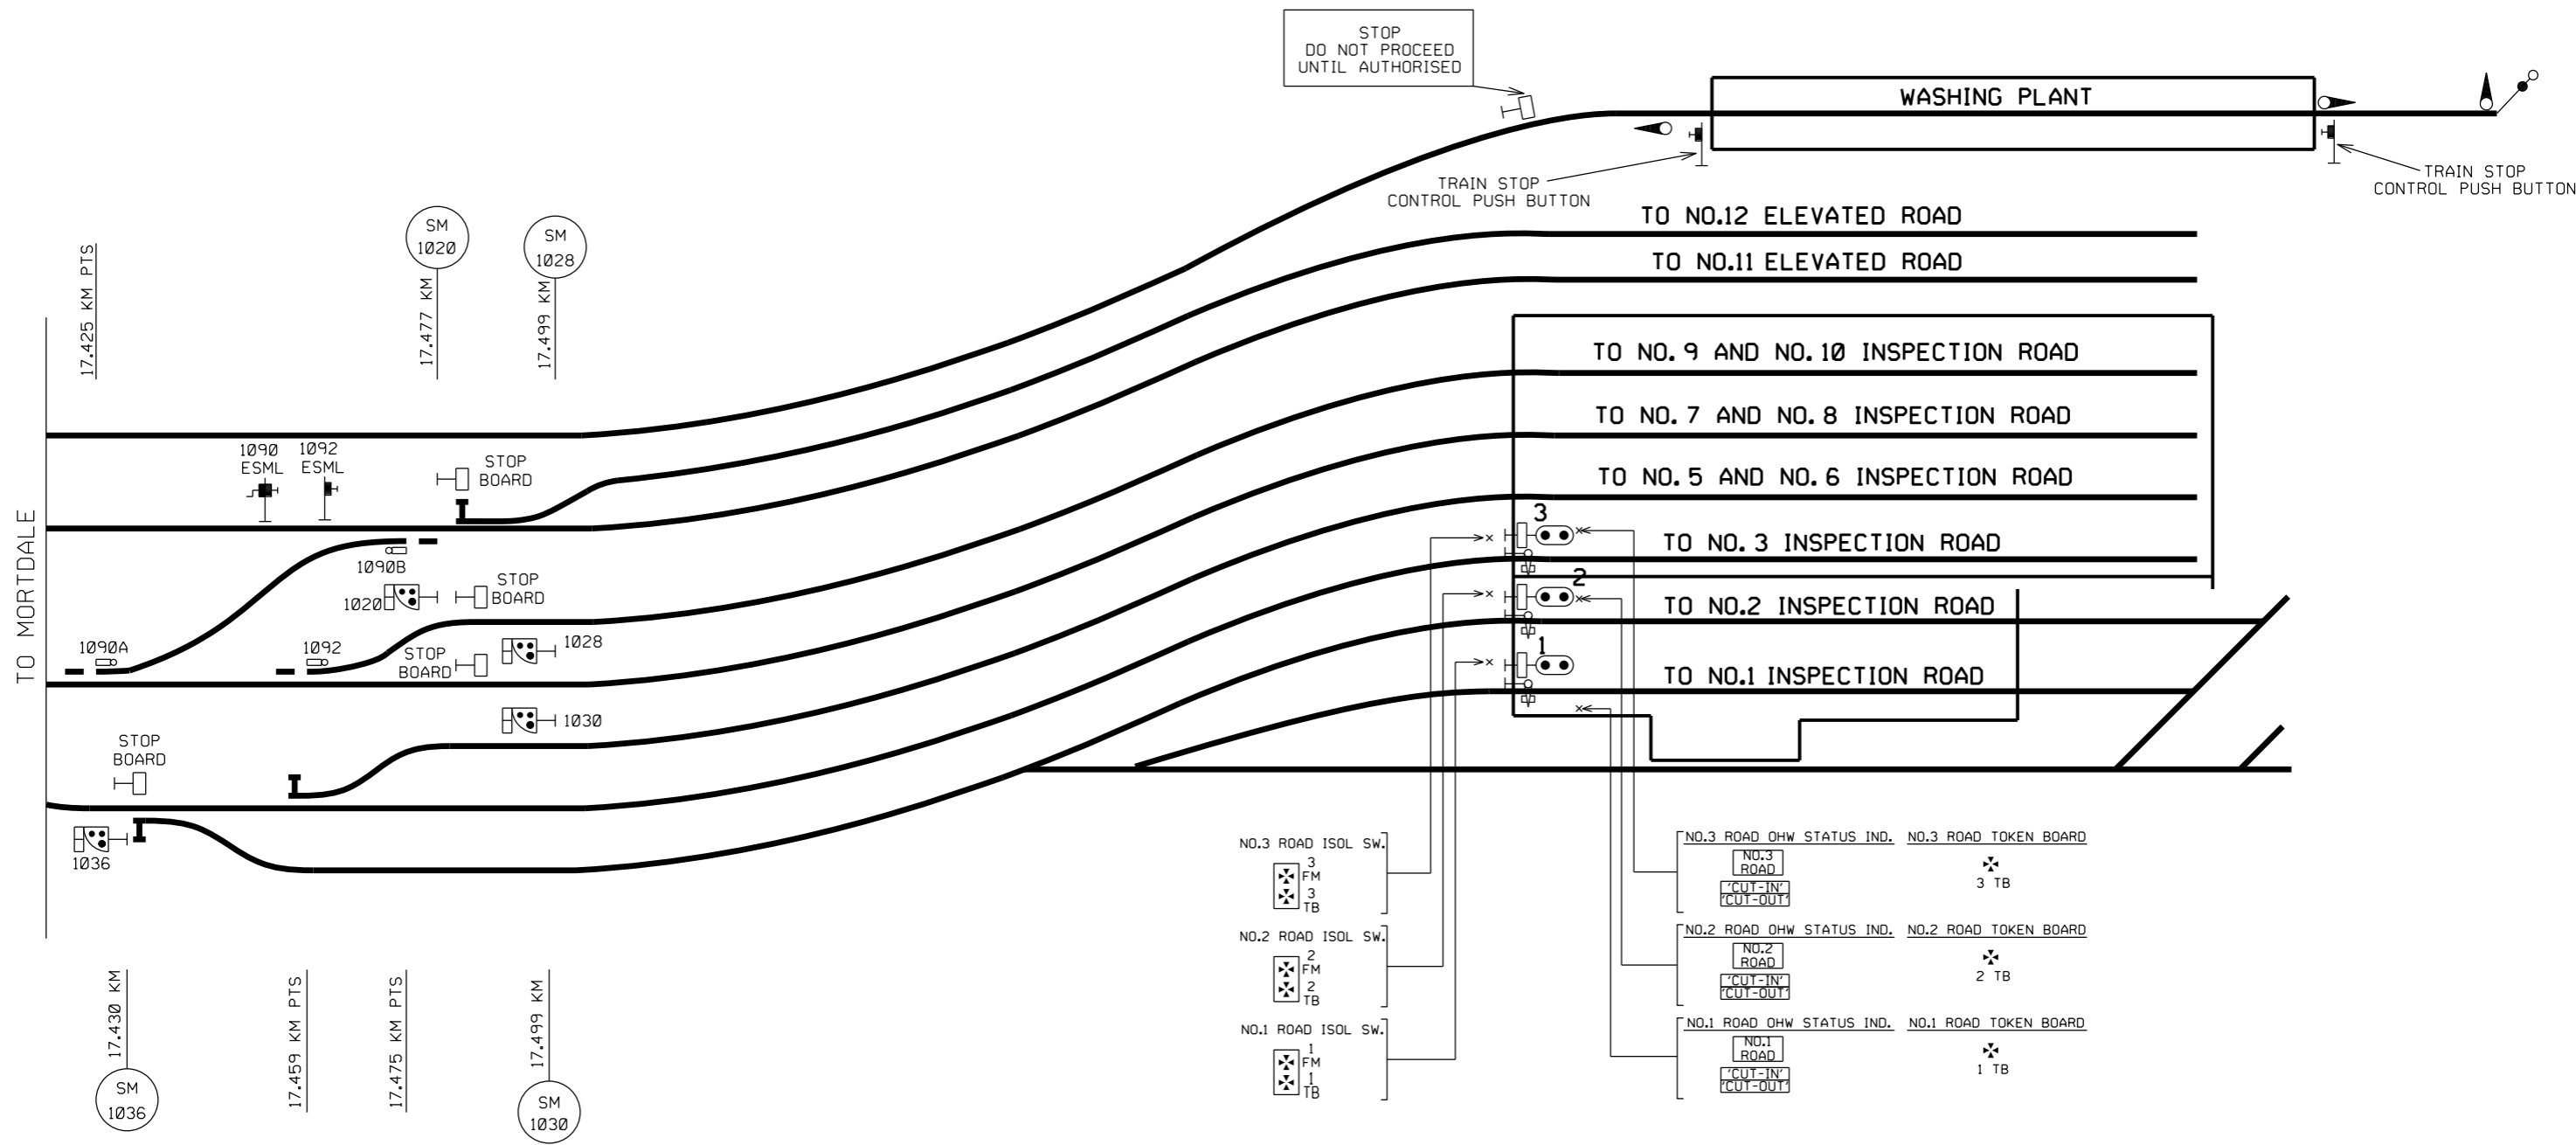 STOP
DO NOT PROCEED
UNTIL AUTHORISED
WASHING PLANT
TRAIN STOP
CONTROL PUSH BUTTON
TRAIN STOP
CONTROL PUSH BUTTON
TO NO.12 ELEVATED ROAD
TO NO.11 ELEVATED ROAD
TO NO.9 AND NO.10 INSPECTION ROAD
TO NO.7 AND NO.8 INSPECTION ROAD
TO NO.5 AND NO.6 INSPECTION ROAD
3
TO NO.3 INSPECTION ROAD
2
TO NO.2 INSPECTION ROAD
1
TO NO.1 INSPECTION ROAD
17.425 KM PTS
SM
1020
17.477 KM
SM
1028
17.499 KM
TO MORTDALE
1090
ESML
1092
ESML
STOP
BOARD
1090B
1020
STOP
BOARD
1090A
1092
STOP
BOARD
1028
1030
STOP
BOARD
1036
17.430 KM
SM
1036
17.459 KM PTS
17.475 KM PTS
17.499 KM
SM
1030
NO.3 ROAD ISOL SW.
3
FM
3
TB
NO.2 ROAD ISOL SW.
2
FM
2
TB
NO.1 ROAD ISOL SW.
1
FM
1
TB
NO.3 ROAD OHW STATUS IND. NO.3 ROAD TOKEN BOARD
NO.3
ROAD
'CUT-IN'
'CUT-OUT'
3 TB
NO.2 ROAD OHW STATUS IND. NO.2 ROAD TOKEN BOARD
NO.2
ROAD
'CUT-IN'
'CUT-OUT'
2 TB
NO.1 ROAD OHW STATUS IND. NO.1 ROAD TOKEN BOARD
NO.1
ROAD
'CUT-IN'
'CUT-OUT'
1 TB